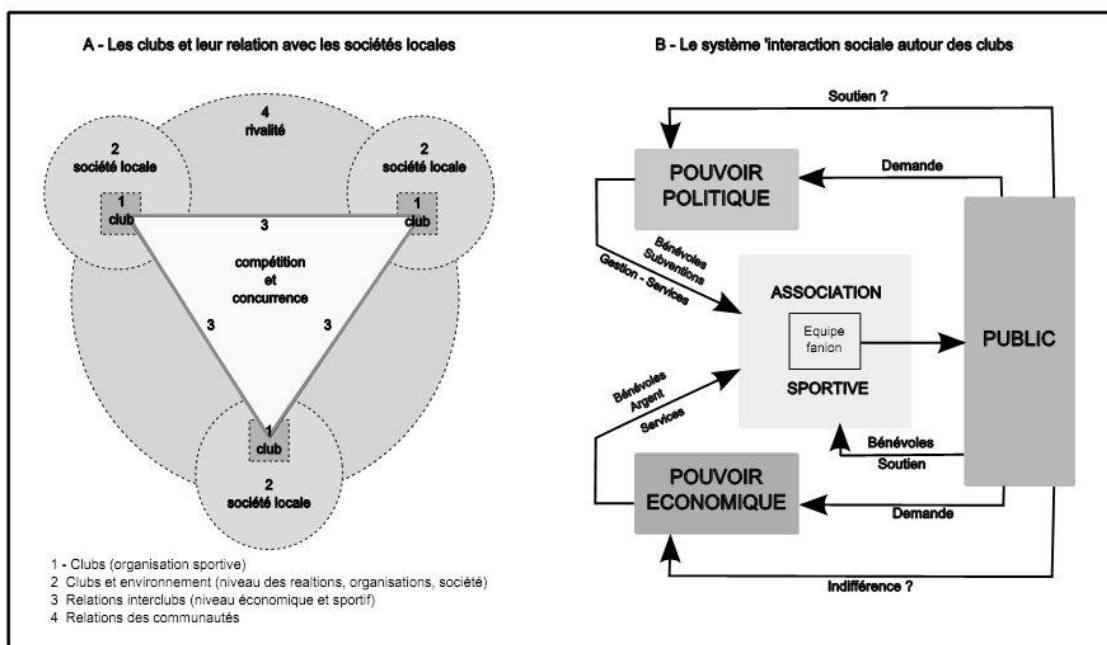 A - Les clubs et leur relation avec les sociétés locales
4
rivalité
2
société locale
2
société locale
1
club
1
club
3
compétition
et
concurrence
3
3
1
club
2
société locale
1 - Clubs (organisation sportive)
2 Clubs et environnement (niveau des realtions, organisations, société)
3 Relations interclubs (niveau économique et sportif)
4 Relations des communautés
B - Le système 'interaction sociale autour des clubs
Soutien ?
POUVOIR
POLITIQUE
Demande
Bénévoles
Subventions
Gestion - Services
ASSOCIATION
Equipe
fanion
SPORTIVE
PUBLIC
Bénévoles
Argent
Services
Bénévoles
Soutien
POUVOIR
ECONOMIQUE
Demande
Indifférence ?